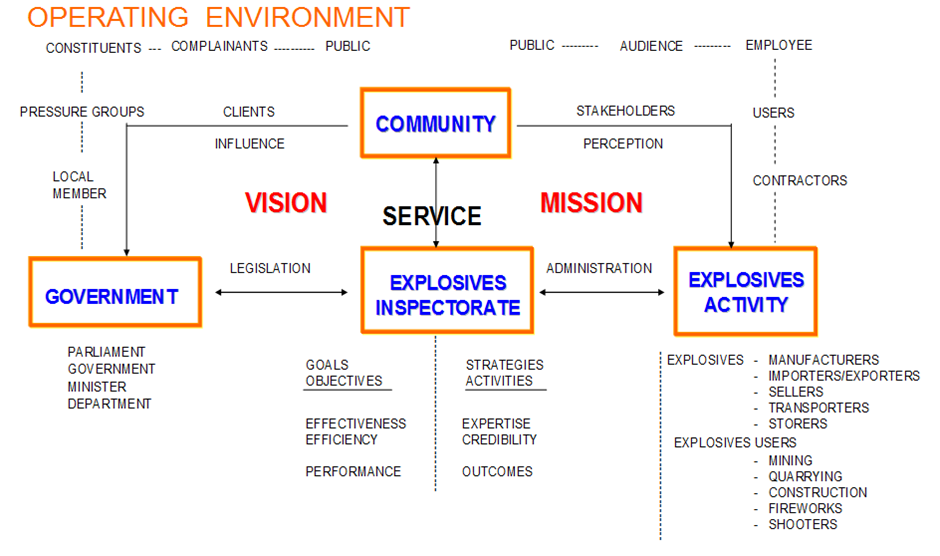 OPERATING ENVIRONMENT
CONSTITUENTS --- COMPLAINANTS ---------- PUBLIC
PUBLIC --------- AUDIENCE --------- EMPLOYEE
PRESSURE GROUPS
CLIENTS
INFLUENCE
COMMUNITY
STAKEHOLDERS
PERCEPTION
USERS
LOCAL
MEMBER
CONTRACTORS
VISION
SERVICE
MISSION
GOVERNMENT
LEGISLATION
EXPLOSIVES
INSPECTORATE
ADMINISTRATION
EXPLOSIVES
ACTIVITY
PARLIAMENT
GOVERNMENT
MINISTER
DEPARTMENT
GOALS
OBJECTIVES
EFFECTIVENESS
EFFICIENCY
PERFORMANCE
STRATEGIES
ACTIVITIES
EXPERTISE
CREDIBILITY
OUTCOMES
EXPLOSIVES - MANUFACTURERS
- IMPORTERS/EXPORTERS
- SELLERS
- TRANSPORTERS
- STORERS
EXPLOSIVES USERS
- MINING
- QUARRYING
- CONSTRUCTION
- FIREWORKS
- SHOOTERS